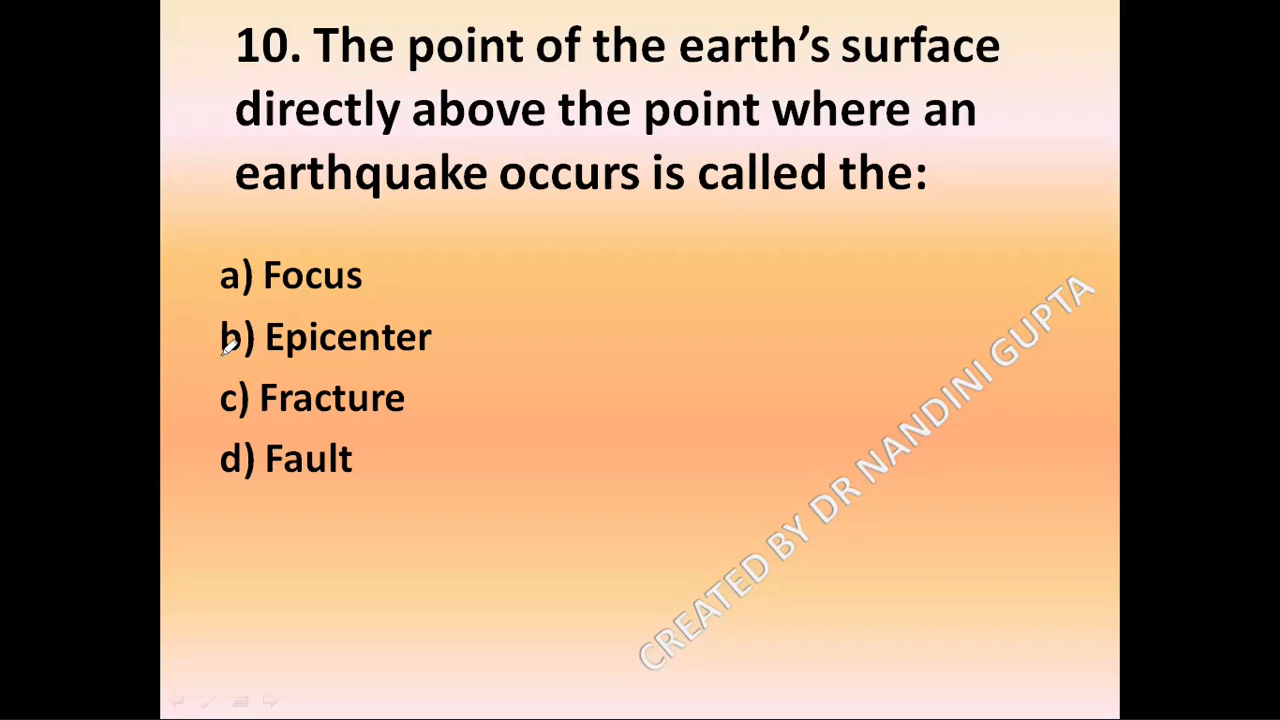 10. The point of the earth’s surface
directly above the point where an
earthquake occurs is called the:
a) Focus
b) Epicenter
c) Fracture
d) Fault
CREATED BY DR NANDINI GUPTA